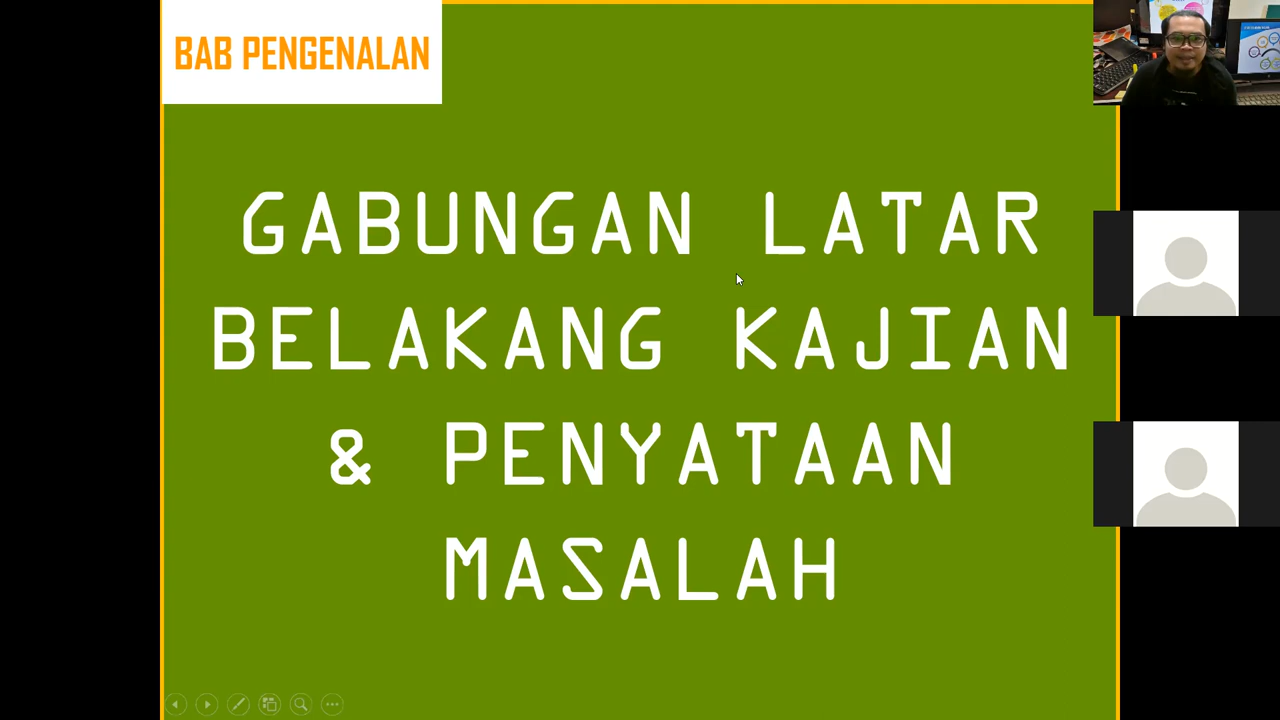 BAB PENGENALAN
GABUNGAN LATAR
BELAKANG KAJIAN
& PENYATAAN
MASALAH